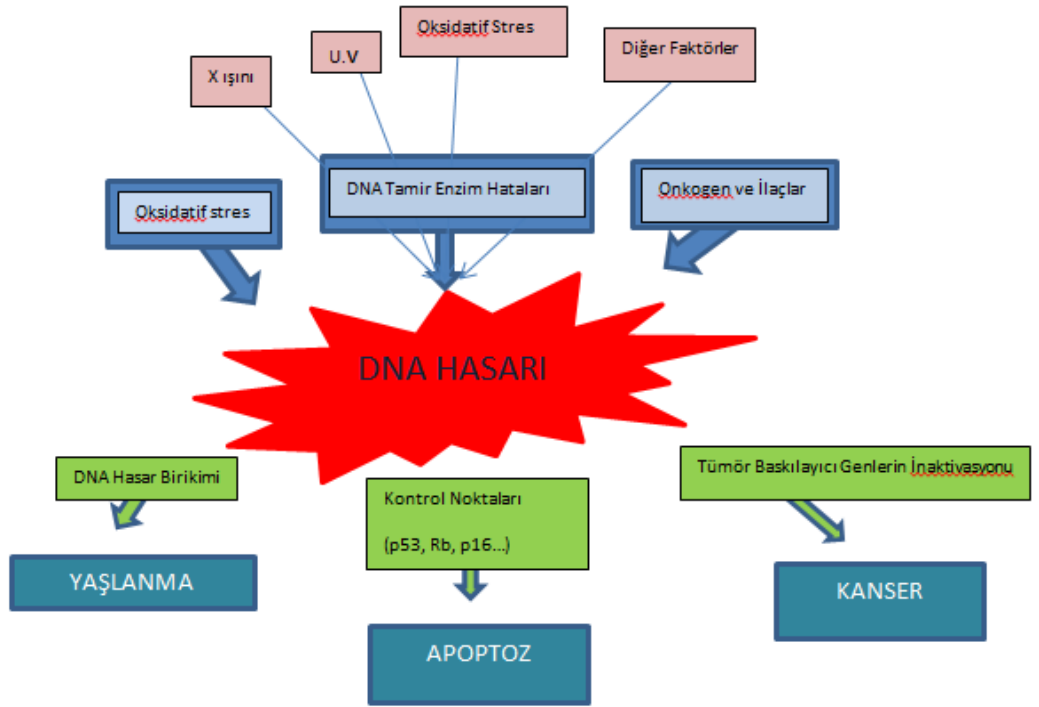 Oksidatif Stres
Diğer Faktörler
U.V
X ışını
DNA Tamir Enzim Hataları
Onkogen ve İlaçlar
Oksidatif stres
DNA HASARI
DNA Hasar Birikimi
Kontrol Noktaları
(p53, Rb, p16...)
Tümör Baskılayıcı Genlerin İnaktivasyonu
YAŞLANMA
APOPTOZ
KANSER